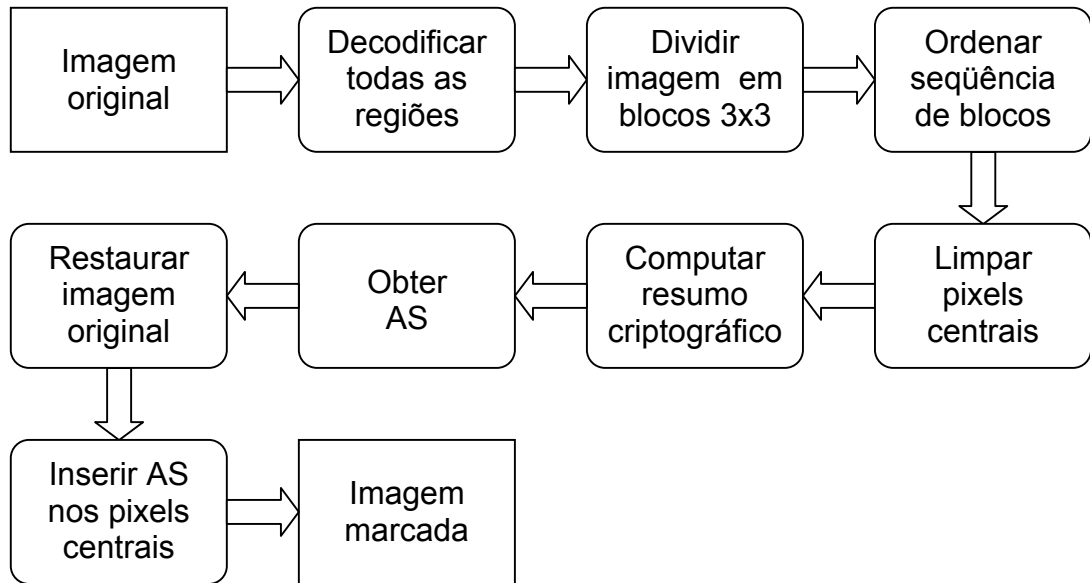 Imagem
original
Decodificar
todas as
regiões
Dividir
imagem em
blocos 3x3
Ordenar
seqüência
de blocos
Limpar
pixels
centrais
Computar
resumo
criptográfico
Obter
AS
Restaurar
imagem
original
Inserir AS
nos pixels
centrais
Imagem
marcada